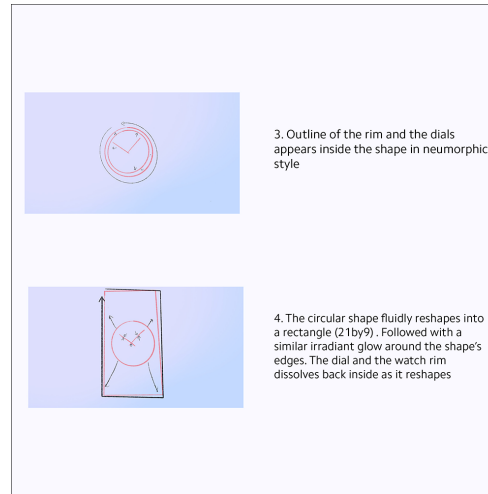 3. Outline of the rim and the dials
appears inside the shape in neumorphic
style
4. The circular shape fluidly reshapes into
a rectangle (21by9) . Followed with a
similar irradiant glow around the shape's
edges. The dial and the watch rim
dissolves back inside as it reshapes